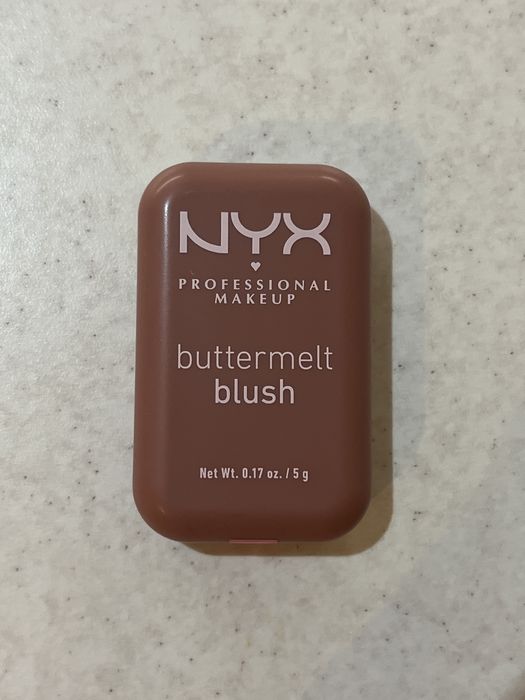 NYX
PROFESSIONAL
MAKEUP
buttermelt
blush
Net Wt. 0.17 oz. / 5 g